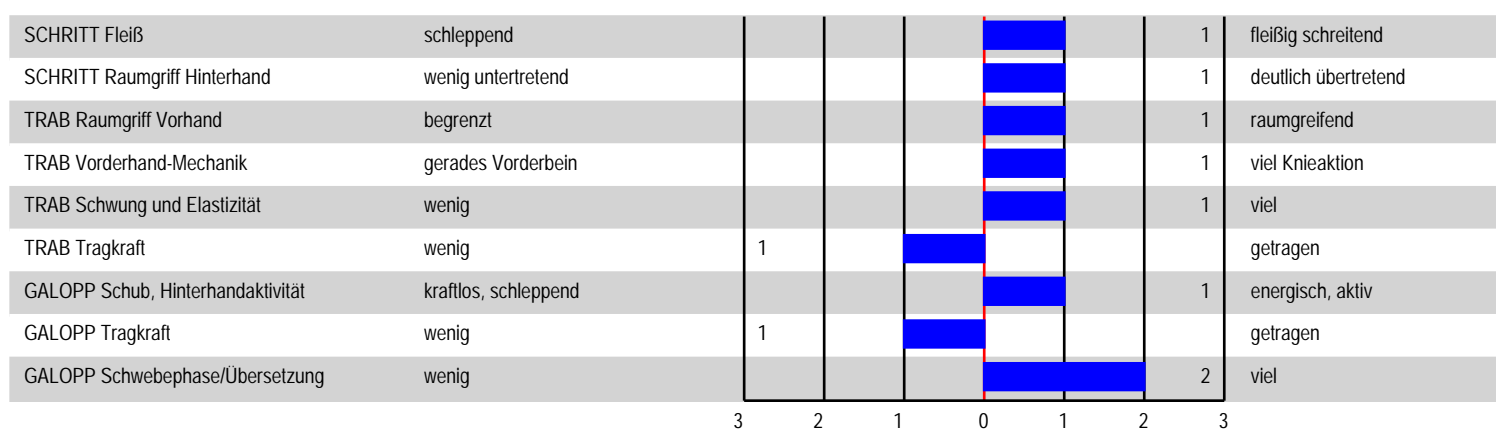 SCHRITT Fleiß schleppend 1 fleißig schreitend
SCHRITT Raumgriff Hinterhand wenig untertretend 1 deutlich übertretend
TRAB Raumgriff Vorhand begrenzt 1 raumgreifend
TRAB Vorderhand-Mechanik gerades Vorderbein 1 viel Knieaktion
TRAB Schwung und Elastizität wenig 1 viel
TRAB Tragkraft wenig 1 getragen
GALOPP Schub, Hinterhandaktivität kraftlos, schleppend 1 energisch, aktiv
GALOPP Tragkraft wenig 1 getragen
GALOPP Schwebephase/Übersetzung wenig 2 viel
3 2 1 0 1 2 3